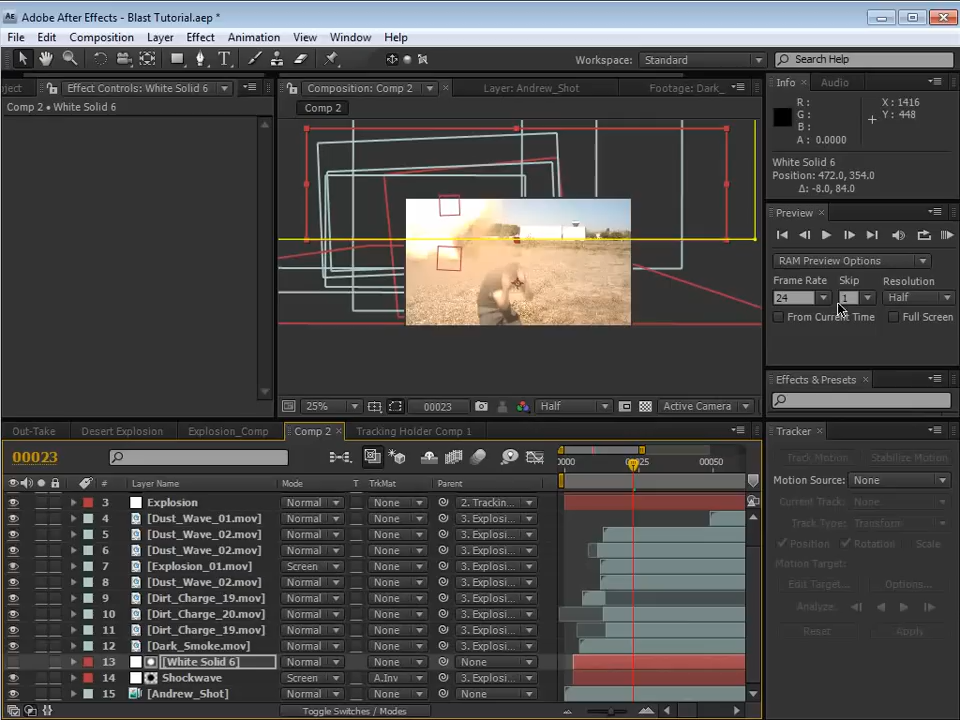 Adobe After Effects - Blast Tutorial.aep *
File Edit Composition Layer Effect Animation View Window Help
Workspace: Standard Search Help
oject Effect Controls: White Solid 6
Comp 2 • White Solid 6
Composition: Comp 2 Layer: Andrew_Shot Footage: Dark_
Comp 2
Info Audio
R : X : 1416
G : Y : 448
B :
A : 0.0000
White Solid 6
Position: 472.0, 354.0
Δ: -8.0, 84.0
Preview
RAM Preview Options
Frame Rate Skip Resolution
24 1 Half
From Current Time Full Screen
Effects & Presets
25% 00023 Half Active Camera
Out-Take Desert Explosion Explosion_Comp Comp 2 Tracking Holder Comp 1
00023
0000 00025 00050
# Layer Name Mode T TrkMat Parent
3 Explosion Normal None 2. Trackin...
4 [Dust_Wave_01.mov] Normal None 3. Explosi...
5 [Dust_Wave_02.mov] Normal None 3. Explosi...
6 [Dust_Wave_02.mov] Normal None 3. Explosi...
7 [Explosion_01.mov] Screen None 3. Explosi...
8 [Dust_Wave_02.mov] Normal None 3. Explosi...
9 [Dirt_Charge_19.mov] Normal None 3. Explosi...
10 [Dirt_Charge_20.mov] Normal None 3. Explosi...
11 [Dirt_Charge_19.mov] Normal None 3. Explosi...
12 [Dark_Smoke.mov] Normal None 3. Explosi...
13 [White Solid 6] Normal None None
14 Shockwave Screen A.Inv 3. Explosi...
15 [Andrew_Shot] Normal None None
Toggle Switches / Modes
Tracker
Track Motion Stabilize Motion
Motion Source: None
Current Track: None
Track Type: Transform
Position Rotation Scale
Motion Target:
Edit Target... Options...
Analyze:
Reset Apply